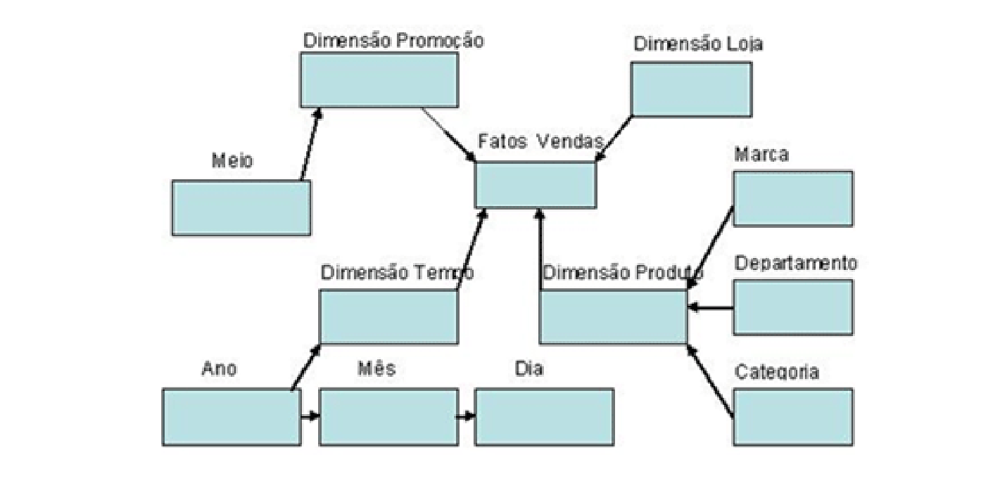 Dimensão Promoção
Dimensão Loja
Fatos Vendas
Meio
Marca
Dimensão Tempo
Dimensão Produto
Departamento
Ano
Mês
Dia
Categoria